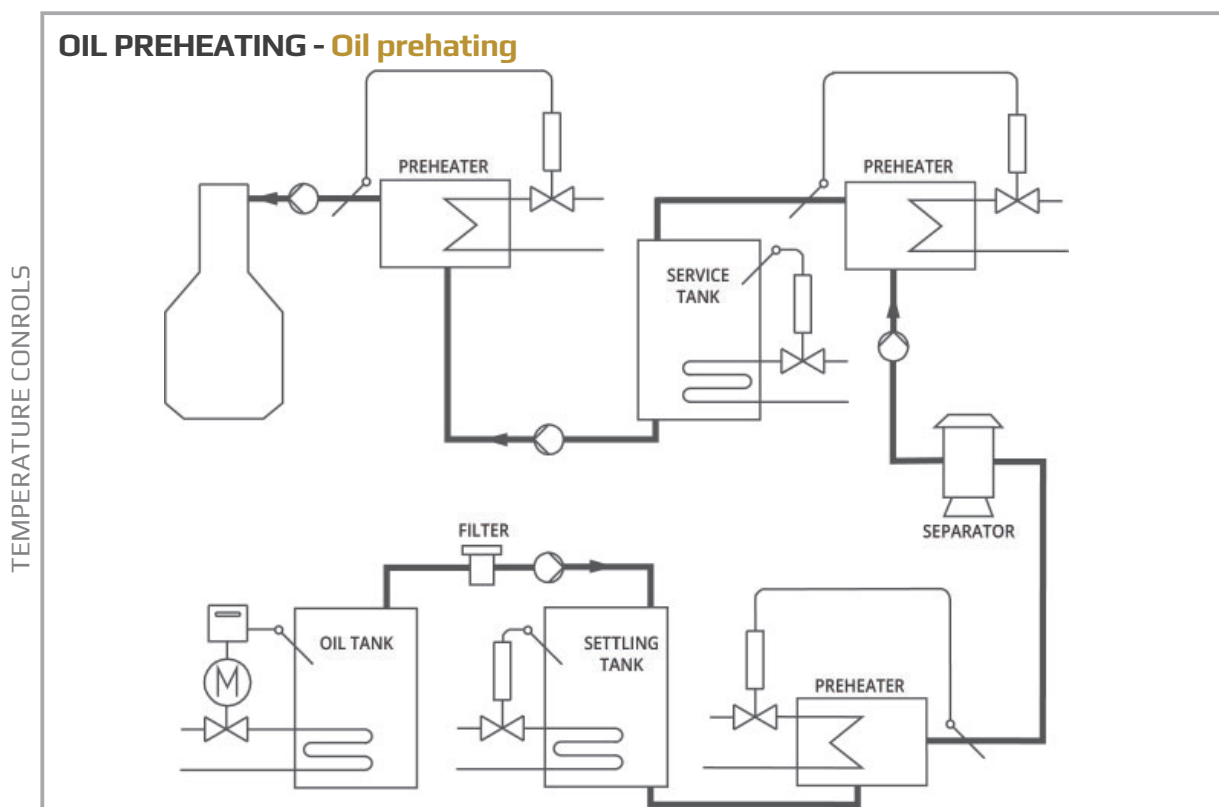 OIL PREHEATING - Oil prehating
TEMPERATURE CONROLS
PREHEATER
PREHEATER
SERVICE
TANK
SEPARATOR
FILTER
OIL TANK
M
SETTLING
TANK
PREHEATER